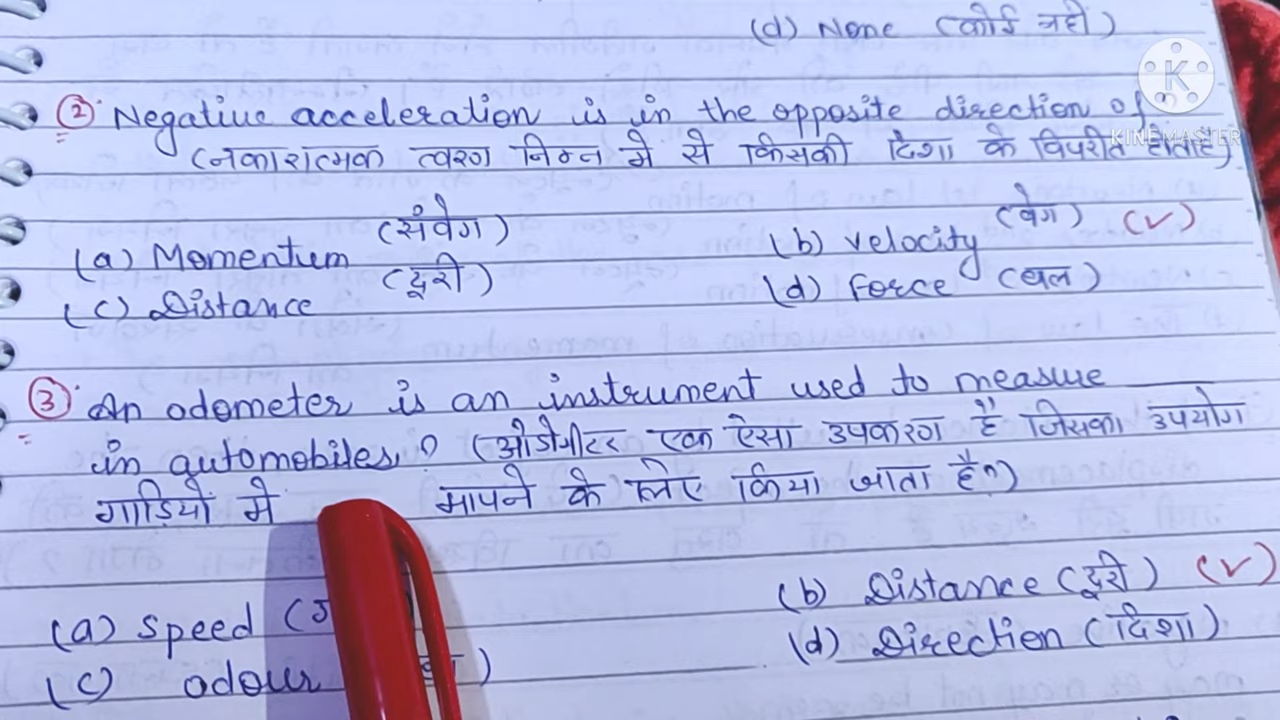 (d) None (कोई नही)
② Negative acceleration is in the opposite direction of
(नकारात्मक त्वरण निम्न मे से किसकी दिशा के विपरीत होता है)
(a) Momentum (संवेग) (b) velocity (वेग) (✓)
(c) Distance (दूरी) (d) Force (बल)
③ An odometer is an instrument used to measure ______
in automobiles? (ओडोमीटर एक ऐसा उपकरण है जिसका उपयोग
गाड़ियो मे मापने के लिए किया जाता है?)
(a) speed ( (b) Distance (दूरी) (✓)
(c) odour ) (d) Direction (दिशा)
K
KINEMASTER